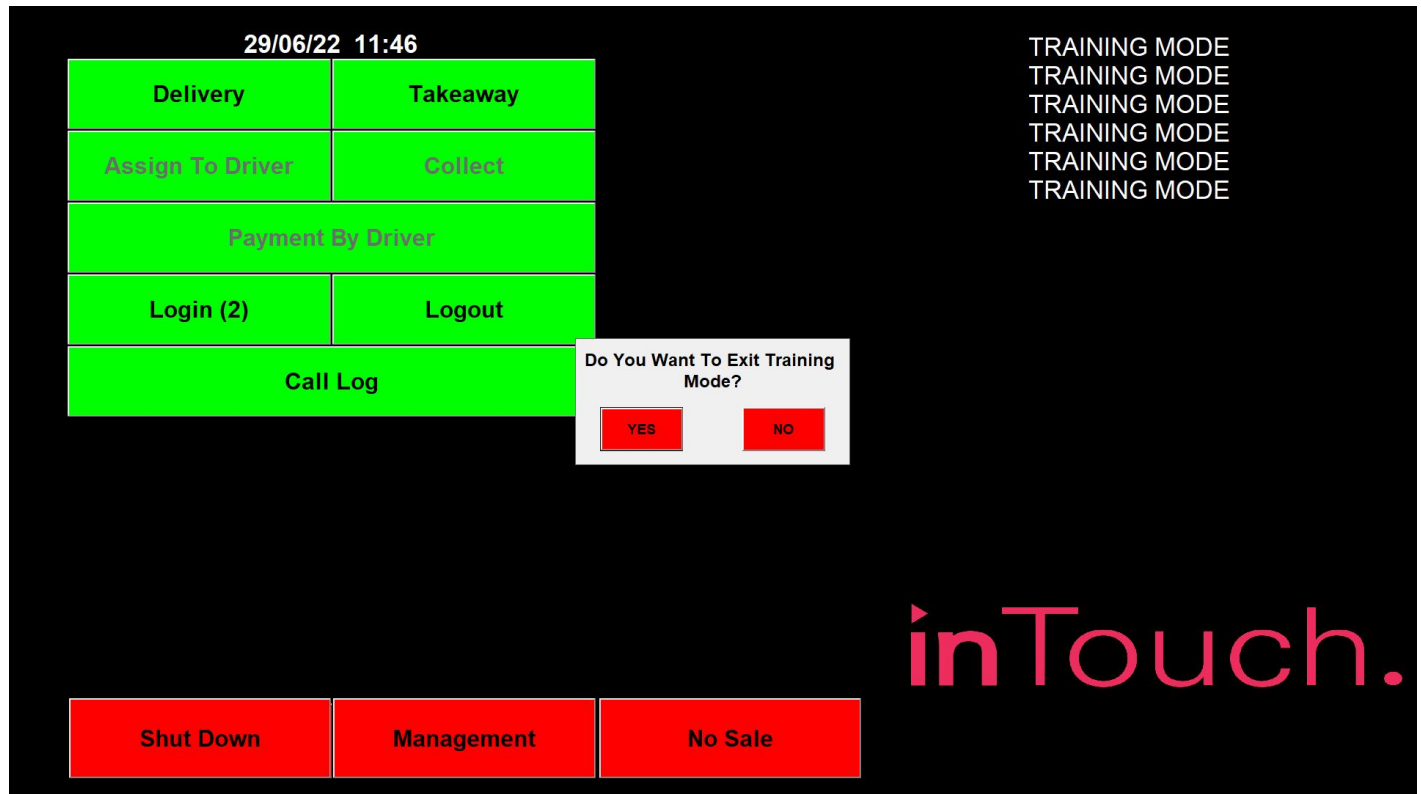 29/06/22 11:46
Delivery
Takeaway
Assign To Driver
Collect
Payment By Driver
Login (2)
Logout
Call Log
TRAINING MODE
TRAINING MODE
TRAINING MODE
TRAINING MODE
TRAINING MODE
TRAINING MODE
Do You Want To Exit Training
Mode?
YES
NO
inTouch.
Shut Down
Management
No Sale